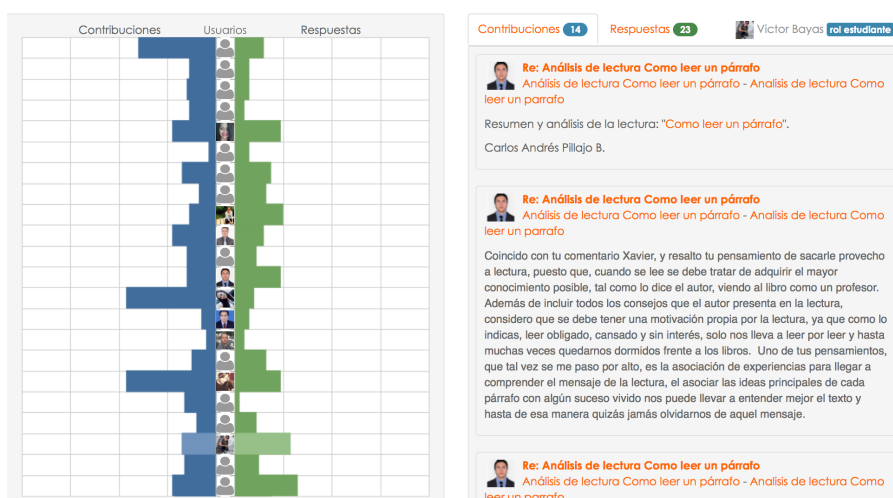 Contribuciones Usuarios Respuestas
Contribuciones 14 Respuestas 23 Victor Bayas rol estudiante
Re: Análisis de lectura Como leer un párrafo
Análisis de lectura Como leer un párrafo - Analisis de lectura Como
leer un parrafo
Resumen y análisis de la lectura: "Como leer un párrafo".
Carlos Andrés Pillajo B.
Re: Análisis de lectura Como leer un párrafo
Análisis de lectura Como leer un párrafo - Analisis de lectura Como
leer un parrafo
Coincido con tu comentario Xavier, y resalto tu pensamiento de sacarle provecho
a lectura, puesto que, cuando se lee se debe tratar de adquirir el mayor
conocimiento posible, tal como lo dice el autor, viendo al libro como un profesor.
Además de incluir todos los consejos que el autor presenta en la lectura,
considero que se debe tener una motivación propia por la lectura, ya que como lo
indicas, leer obligado, cansado y sin interés, solo nos lleva a leer por leer y hasta
muchas veces quedarnos dormidos frente a los libros. Uno de tus pensamientos,
que tal vez se me paso por alto, es la asociación de experiencias para llegar a
comprender el mensaje de la lectura, el asociar las ideas principales de cada
párrafo con algún suceso vivido nos puede llevar a entender mejor el texto y
hasta de esa manera quizás jamás olvidarnos de aquel mensaje.
Re: Análisis de lectura Como leer un párrafo
Análisis de lectura Como leer un párrafo - Analisis de lectura Como
leer un parrafo